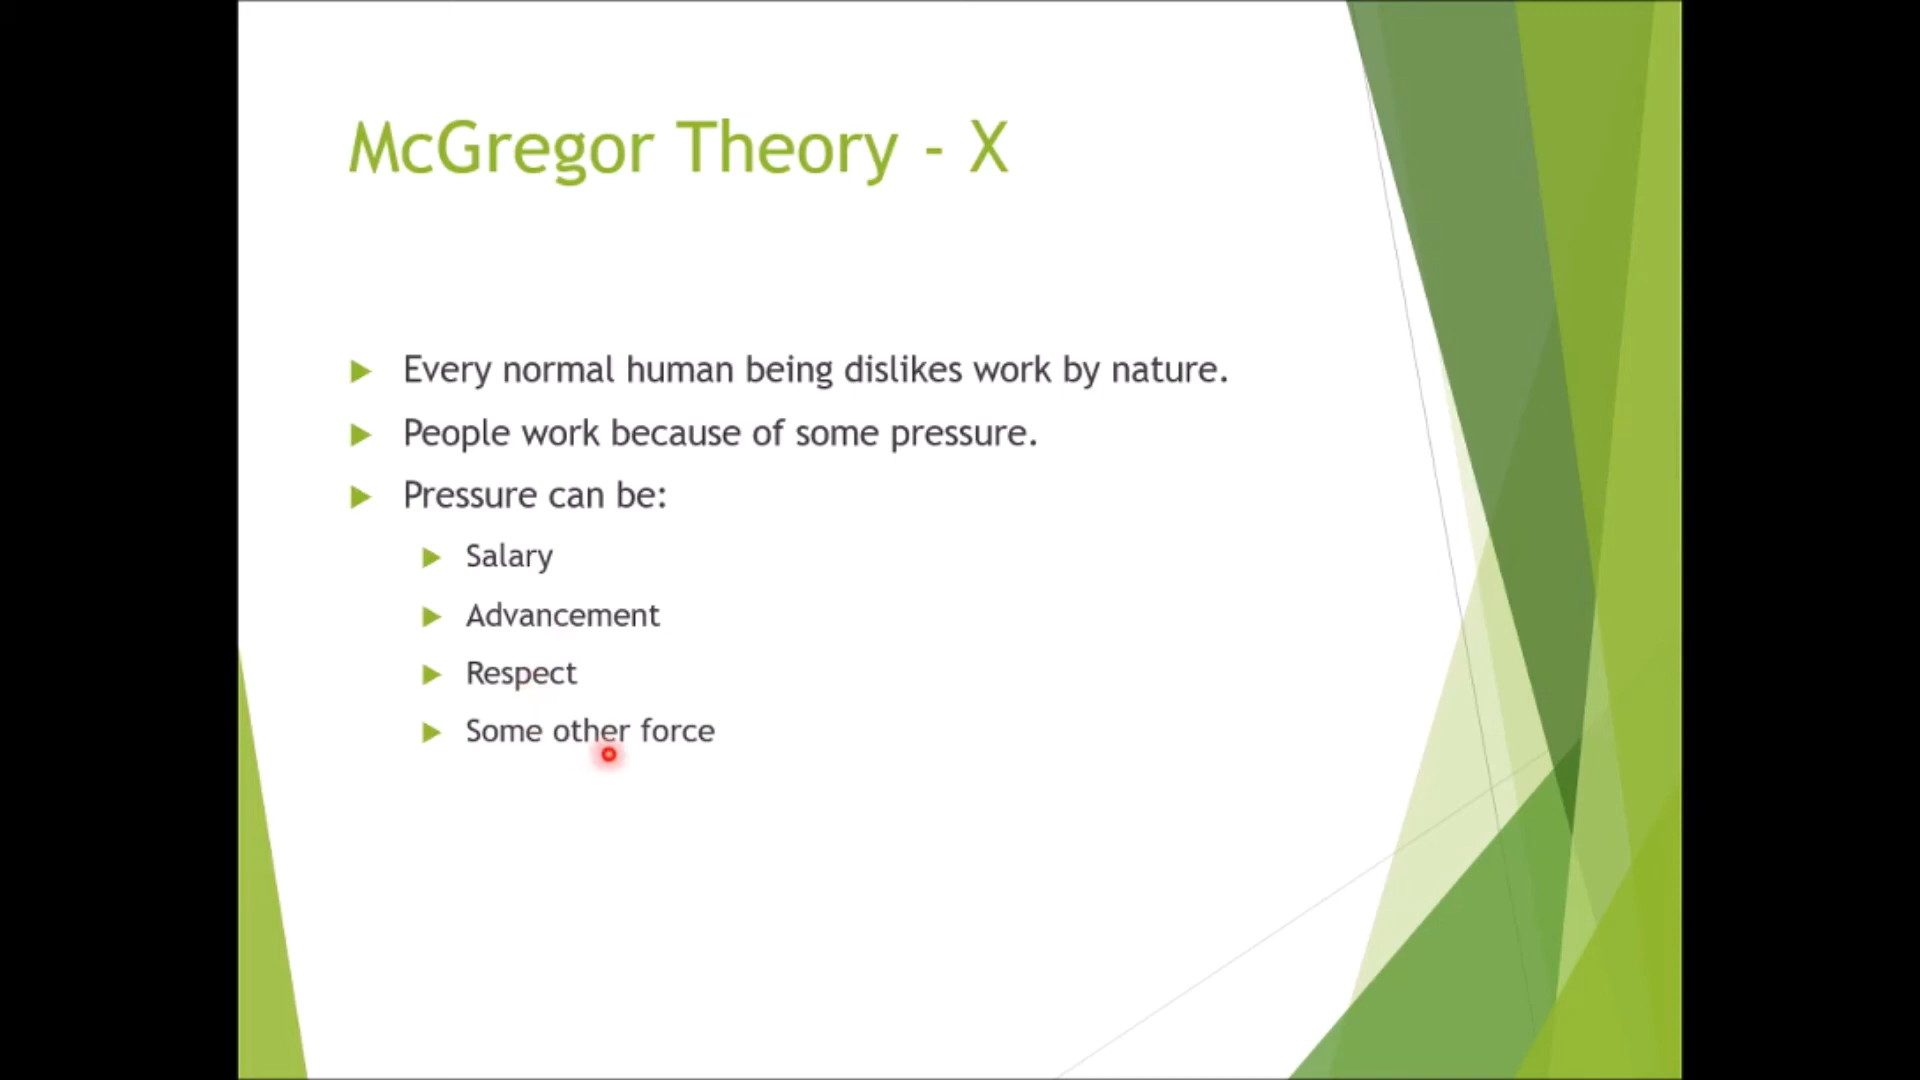 McGregor Theory - X
Every normal human being dislikes work by nature.
People work because of some pressure.
Pressure can be:
Salary
Advancement
Respect
Some other force